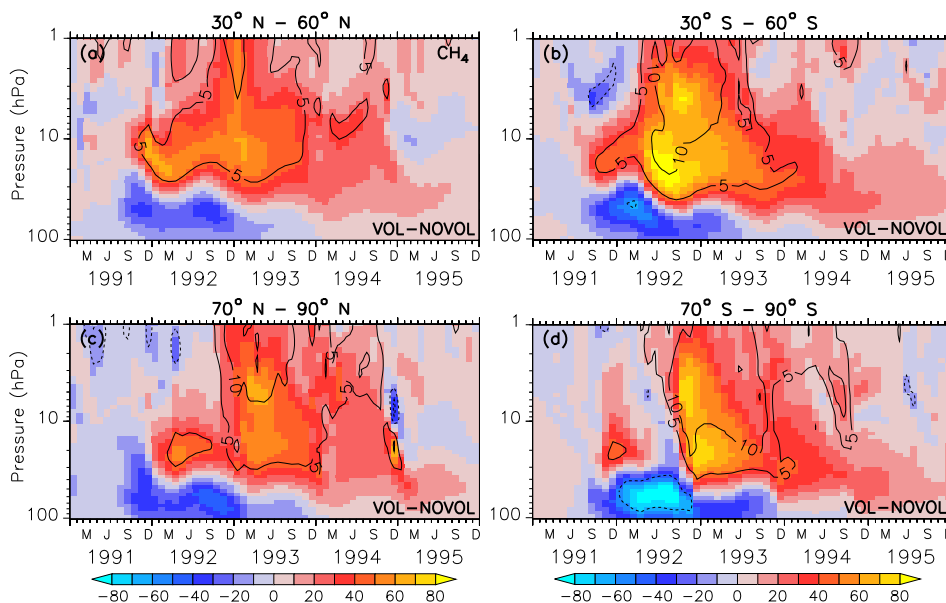 30° N − 60° N
30° S − 60° S
(a)
CH4
(b)
1
10
100
Pressure (hPa)
5
5
5
5
VOL−NOVOL
10
10
5
5
5
10
5
VOL−NOVOL
M J S D M J S D M J S D M J S D M J S D
1991 1992 1993 1994 1995
M J S D M J S D M J S D M J S D M J S D
1991 1992 1993 1994 1995
70° N − 90° N
70° S − 90° S
(c)
(d)
1
10
100
Pressure (hPa)
10
5
5
5
VOL−NOVOL
5
10
5
10
5
5
VOL−NOVOL
M J S D M J S D M J S D M J S D M J S D
1991 1992 1993 1994 1995
M J S D M J S D M J S D M J S D M J S D
1991 1992 1993 1994 1995
−80 −60 −40 −20 0 20 40 60 80
−80 −60 −40 −20 0 20 40 60 80